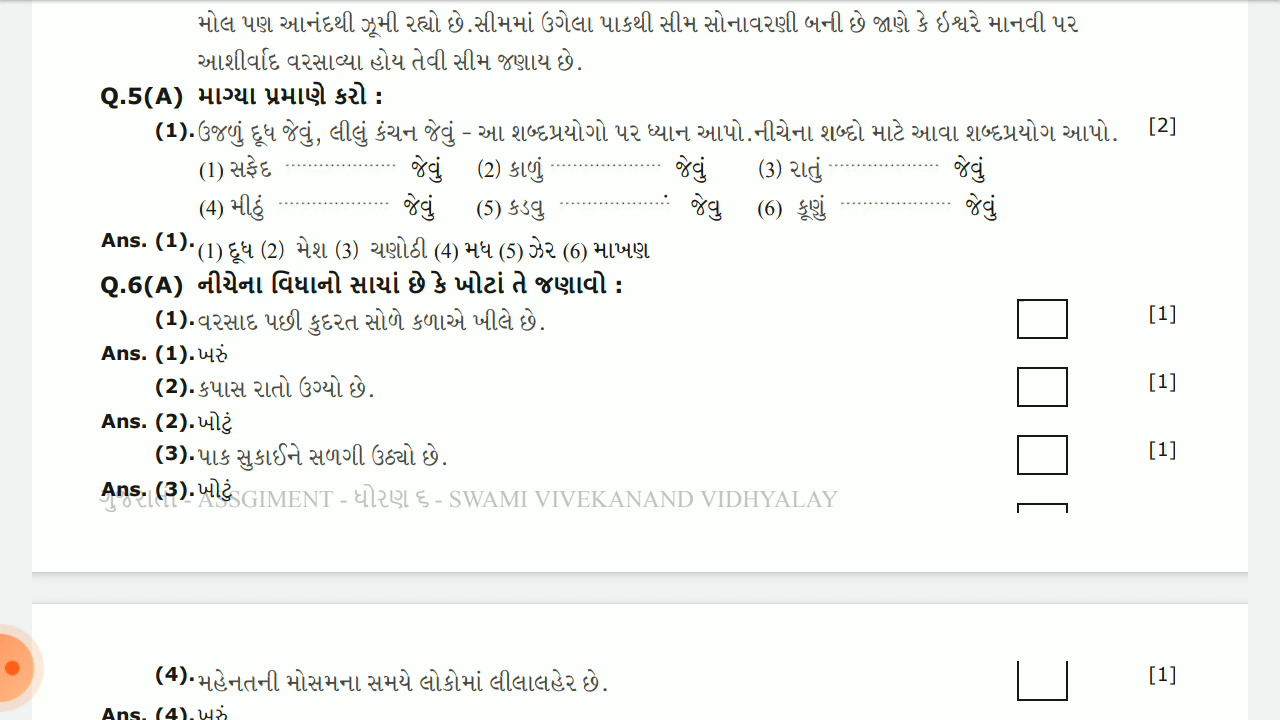 મોલ પણ આનંદથી ઝૂમી રહ્યો છે.સીમમાં ઉગેલા પાકથી સીમ સોનાવરણી બની છે જાણે કે ઈશ્વરે માનવી પર
આશીર્વાદ વરસાવ્યા હોય તેવી સીમ જણાય છે.
Q.5(A) માગ્યા પ્રમાણે કરો :
(1). ઉજળું દૂધ જેવું, લીલું કંચન જેવું - આ શબ્દપ્રયોગો પર ધ્યાન આપો.નીચેના શબ્દો માટે આવા શબ્દપ્રયોગ આપો. [2]
(1) સફેદ ........................ જેવું (2) કાળું ........................ જેવું (3) રાતું ........................ જેવું
(4) મીઠું ........................ જેવું (5) કડવુ ........................ જેવુ (6) કૂણું ........................ જેવું
Ans. (1). (1) દૂધ (2) મેશ (3) ચણોઠી (4) મધ (5) ઝેર (6) માખણ
Q.6(A) નીચેના વિધાનો સાચાં છે કે ખોટાં તે જણાવો :
(1). વરસાદ પછી કુદરત સોળે કળાએ ખીલે છે. [1]
Ans. (1). ખરું
(2). કપાસ રાતો ઉગ્યો છે. [1]
Ans. (2). ખોટું
(3). પાક સુકાઈને સળગી ઉઠ્યો છે. [1]
Ans. (3). ખોટું
ગુજરાતી - ASSGIMENT - ધોરણ ૬ - SWAMI VIVEKANAND VIDHYALAY
(4). મહેનતની મોસમના સમયે લોકોમાં લીલાલહેર છે. [1]
Ans. (4). ખરું